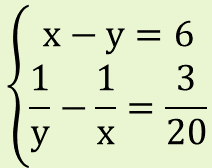 x − y = 6
1/y − 1/x = 3/20